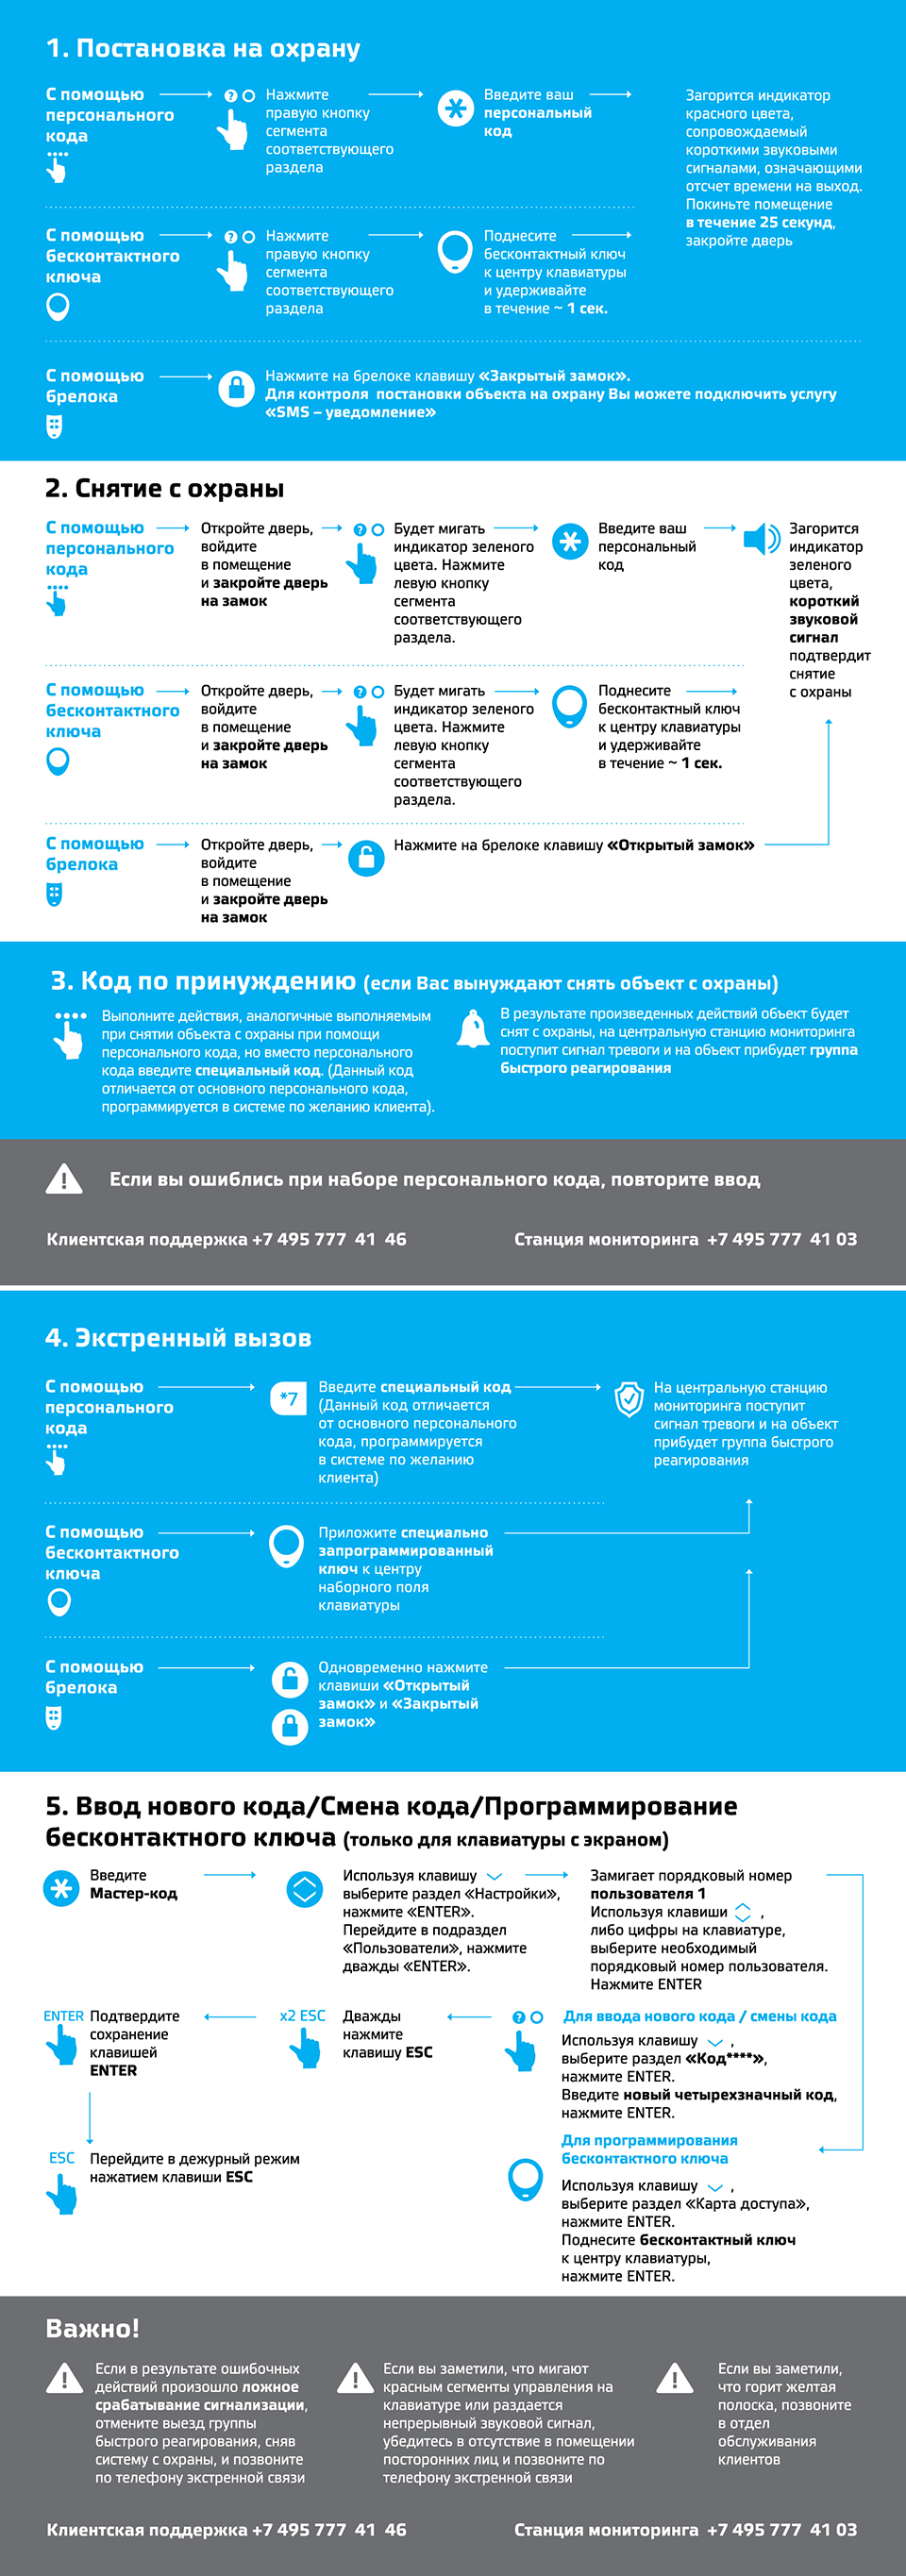 1. Постановка на охрану
С помощью
персонального
кода
Нажмите
правую кнопку
сегмента
соответствующего
раздела
Введите ваш
персональный
код
Загорится индикатор
красного цвета,
сопровождаемый
короткими звуковыми
сигналами, означающими
отсчет времени на выход.
Покиньте помещение
в течение 25 секунд,
закройте дверь
С помощью
бесконтактного
ключа
Нажмите
правую кнопку
сегмента
соответствующего
раздела
Поднесите
бесконтактный ключ
к центру клавиатуры
и удерживайте
в течение ~ 1 сек.
С помощью
брелока
Нажмите на брелоке клавишу «Закрытый замок».
Для контроля постановки объекта на охрану Вы можете подключить услугу
«SMS – уведомление»
2. Снятие с охраны
С помощью
персонального
кода
Откройте дверь,
войдите
в помещение
и закройте дверь
на замок
Будет мигать
индикатор зеленого
цвета. Нажмите
левую кнопку
сегмента
соответствующего
раздела.
Введите ваш
персональный
код
Загорится
индикатор
зеленого
цвета,
короткий
звуковой
сигнал
подтвердит
снятие
с охраны
С помощью
бесконтактного
ключа
Откройте дверь,
войдите
в помещение
и закройте дверь
на замок
Будет мигать
индикатор зеленого
цвета. Нажмите
левую кнопку
сегмента
соответствующего
раздела.
Поднесите
бесконтактный ключ
к центру клавиатуры
и удерживайте
в течение ~ 1 сек.
С помощью
брелока
Откройте дверь,
войдите
в помещение
и закройте дверь
на замок
Нажмите на брелоке клавишу «Открытый замок»
3. Код по принуждению (если Вас вынуждают снять объект с охраны)
Выполните действия, аналогичные выполняемым
при снятии объекта с охраны при помощи
персонального кода, но вместо персонального
кода введите специальный код. (Данный код
отличается от основного персонального кода,
программируется в системе по желанию клиента).
В результате произведенных действий объект будет
снят с охраны, на центральную станцию мониторинга
поступит сигнал тревоги и на объект прибудет группа
быстрого реагирования
Если вы ошиблись при наборе персонального кода, повторите ввод
Клиентская поддержка +7 495 777 41 46
Станция мониторинга +7 495 777 41 03
4. Экстренный вызов
С помощью
персонального
кода
*7
Введите специальный код
(Данный код отличается
от основного персонального
кода, программируется
в системе по желанию
клиента)
На центральную станцию
мониторинга поступит
сигнал тревоги и на объект
прибудет группа быстрого
реагирования
С помощью
бесконтактного
ключа
Приложите специально
запрограммированный
ключ к центру
наборного поля
клавиатуры
С помощью
брелока
Одновременно нажмите
клавиши «Открытый
замок» и «Закрытый
замок»
5. Ввод нового кода/Смена кода/Программирование
бесконтактного ключа (только для клавиатуры с экраном)
Введите
Мастер-код
Используя клавишу
выберите раздел «Настройки»,
нажмите «ENTER».
Перейдите в подраздел
«Пользователи», нажмите
дважды «ENTER».
Замигает порядковый номер
пользователя 1
Используя клавиши ,
либо цифры на клавиатуре,
выберите необходимый
порядковый номер пользователя.
Нажмите ENTER
Для ввода нового кода / смены кода
Используя клавишу ,
выберите раздел «Код****»,
нажмите ENTER.
Введите новый четырехзначный код,
нажмите ENTER.
Для программирования
бесконтактного ключа
Используя клавишу ,
выберите раздел «Карта доступа»,
нажмите ENTER.
Поднесите бесконтактный ключ
к центру клавиатуры,
нажмите ENTER.
x2 ESC
Дважды
нажмите
клавишу ESC
ENTER
Подтвердите
сохранение
клавишей
ENTER
ESC
Перейдите в дежурный режим
нажатием клавиши ESC
Важно!
Если в результате ошибочных
действий произошло ложное
срабатывание сигнализации,
отмените выезд группы
быстрого реагирования, сняв
систему с охраны, и позвоните
по телефону экстренной связи
Если вы заметили, что мигают
красным сегменты управления на
клавиатуре или раздается
непрерывный звуковой сигнал,
убедитесь в отсутствие в помещении
посторонних лиц и позвоните по
телефону экстренной связи
Если вы заметили,
что горит желтая
полоска, позвоните
в отдел
обслуживания
клиентов
Клиентская поддержка +7 495 777 41 46
Станция мониторинга +7 495 777 41 03